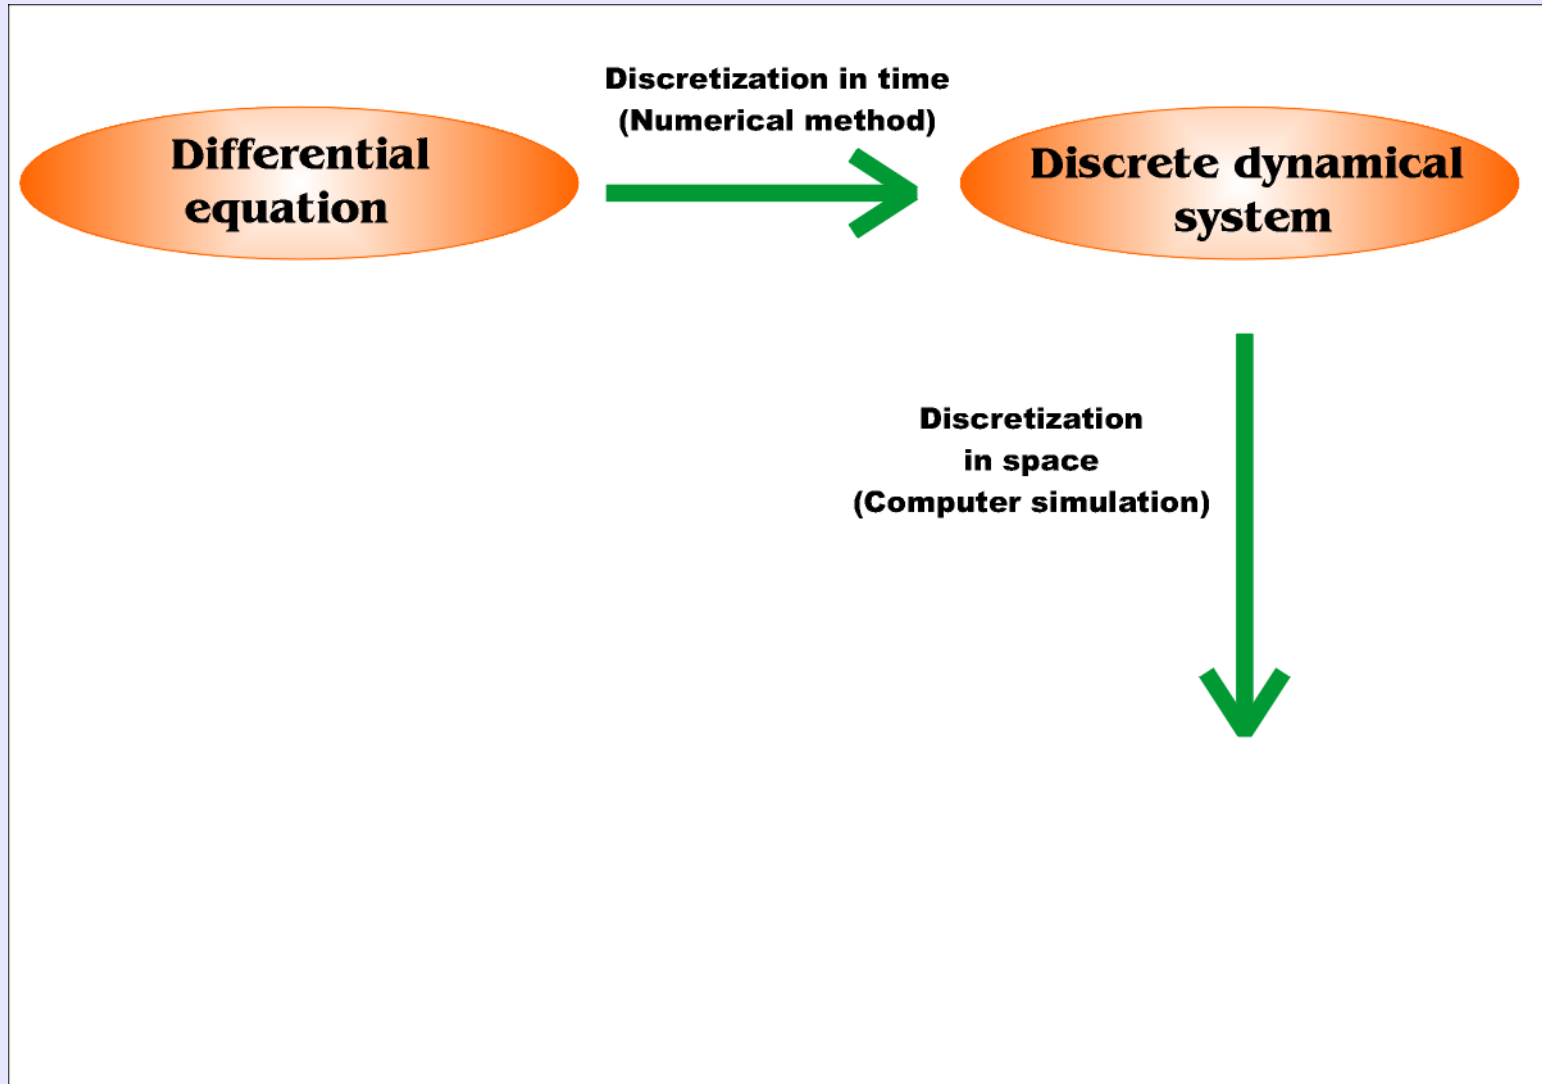 Differential
equation
Discretization in time
(Numerical method)
Discrete dynamical
system
Discretization
in space
(Computer simulation)